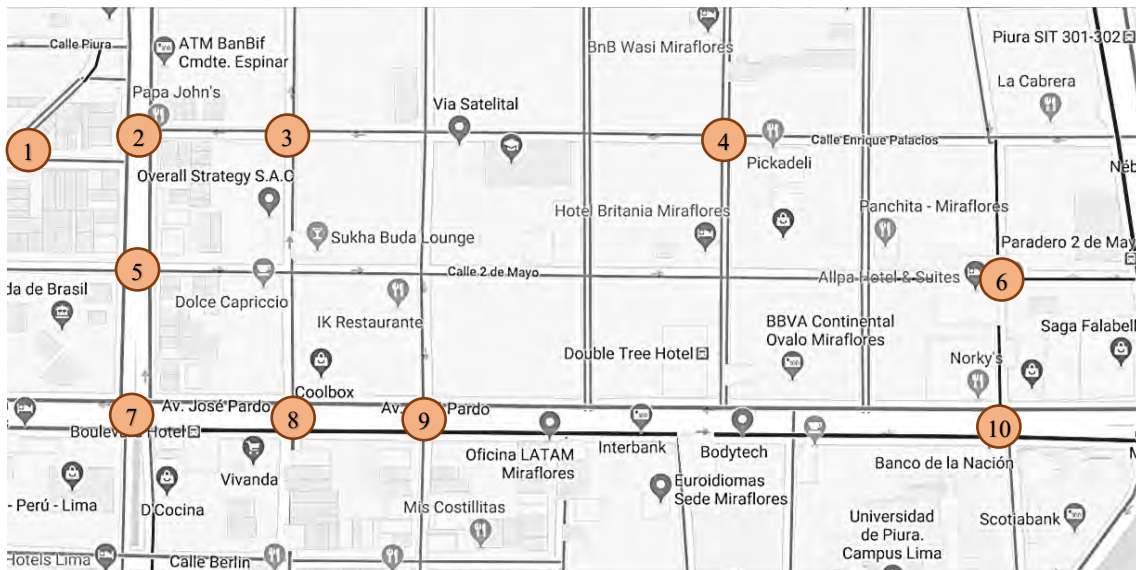 BnB Wasi Miraflores
Piura SIT 301-302
Calle Piura
ATM BanBif
Cmdte. Espinar
La Cabrera
Papa John's
Via Satelital
1
2
3
4
Calle Enrique Palacios
Pickadeli
Néb
Overall Strategy S.A.C
Hotel Britania Miraflores
Panchita - Miraflores
Sukha Buda Lounge
Paradero 2 de May
5
Calle 2 de Mayo
Allpa Hotel & Suites
6
da de Brasil
Dolce Capriccio
IK Restaurante
BBVA Continental
Ovalo Miraflores
Saga Falabell
Double Tree Hotel
Norky's
Coolbox
7
Av. José Pardo
8
Av.
9
Pardo
10
Boulevard Hotel
Interbank
Bodytech
Oficina LATAM
Miraflores
Banco de la Nación
M
Vivanda
- Perú - Lima
D'Cocina
Euroidiomas
Sede Miraflores
Mis Costillitas
Universidad
de Piura.
Campus Lima
Scotiabank
Hotels Lima
Calle Berlin